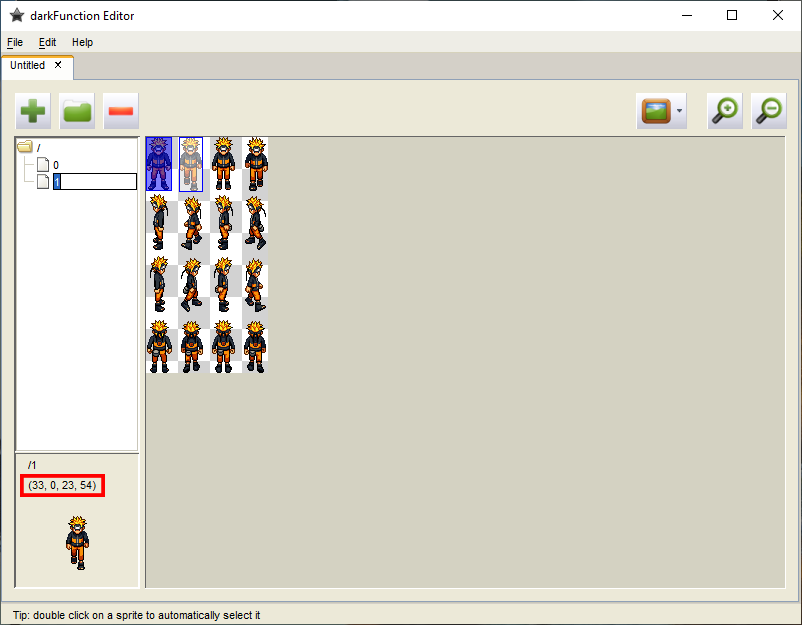 darkFunction Editor
File Edit Help
Untitled
/
0
1
/1
(33, 0, 23, 54)
Tip: double click on a sprite to automatically select it